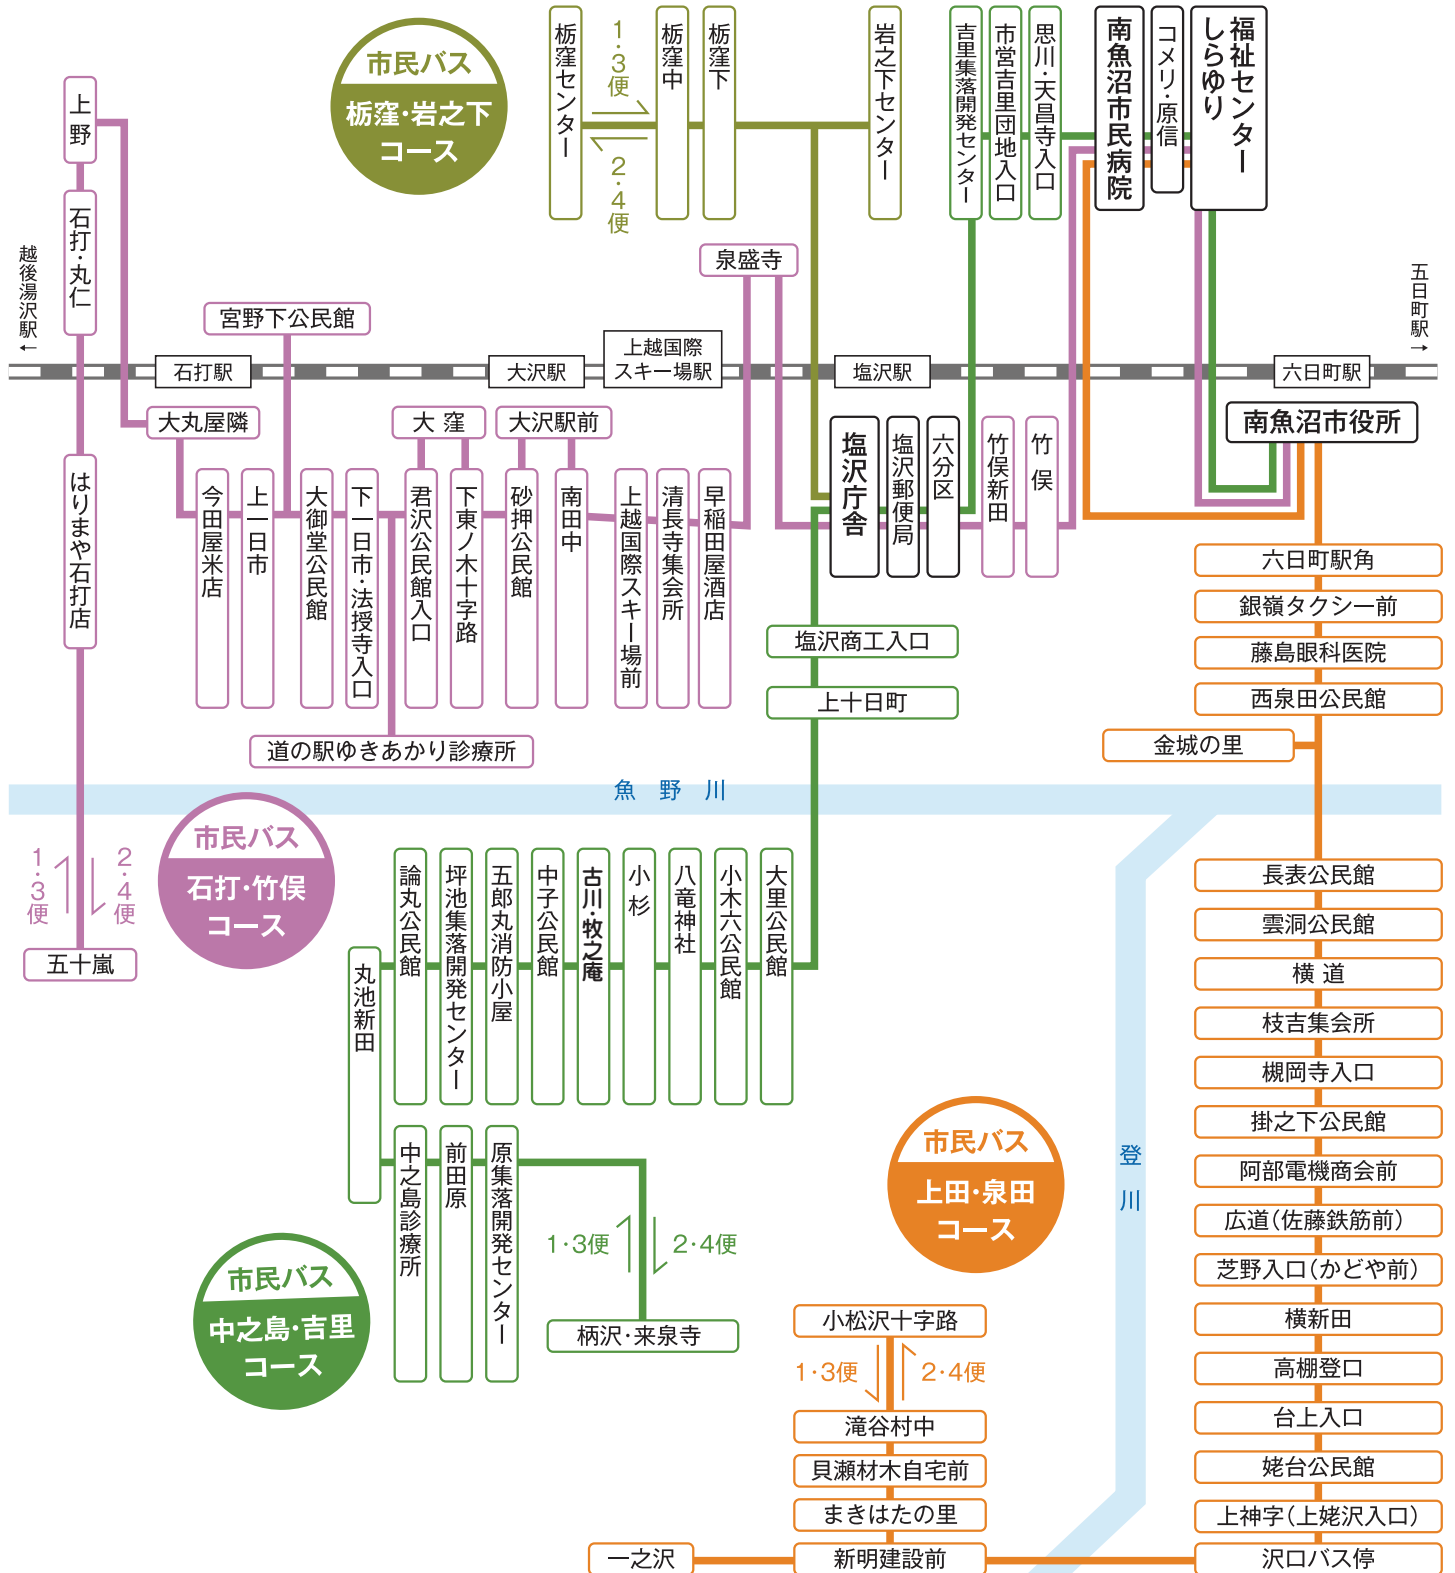 市民バス
栃窪・岩之下
コース
栃窪センター
1・3便
2・4便
栃窪中
栃窪下
岩之下センター
吉里集落開発センター
市営吉里団地入口
思川・天昌寺入口
南魚沼市民病院
コメリ・原信
福祉センター
しらゆり
上野
石打・丸仁
越後湯沢駅
←
五日町駅
→
泉盛寺
宮野下公民館
石打駅
大沢駅
上越国際
スキー場駅
塩沢駅
六日町駅
大丸屋隣
大窪
大沢駅前
南魚沼市役所
はりまや石打店
今田屋米店
上一日市
大御堂公民館
下一日市・法授寺入口
君沢公民館入口
下東ノ木十字路
砂押公民館
南田中
上越国際スキー場前
清長寺集会所
早稲田屋酒店
塩沢庁舎
塩沢郵便局
六分区
竹俣新田
竹俣
道の駅ゆきあかり診療所
塩沢商工入口
上十日町
六日町駅角
銀嶺タクシー前
藤島眼科医院
西泉田公民館
金城の里
魚野川
市民バス
石打・竹俣
コース
1・3便
2・4便
五十嵐
丸池新田
論丸公民館
坪池集落開発センター
五郎丸消防小屋
中子公民館
古川・牧之庵
小杉
八竜神社
小木六公民館
大里公民館
中之島診療所
前田原
原集落開発センター
1・3便
2・4便
柄沢・来泉寺
市民バス
中之島・吉里
コース
市民バス
上田・泉田
コース
登川
長表公民館
雲洞公民館
横道
枝吉集会所
槻岡寺入口
掛之下公民館
阿部電機商会前
広道(佐藤鉄筋前)
芝野入口(かどや前)
横新田
高棚登口
台上入口
姥台公民館
上神字(上姥沢入口)
沢口バス停
小松沢十字路
1・3便
2・4便
滝谷村中
貝瀬材木自宅前
まきはたの里
新明建設前
一之沢